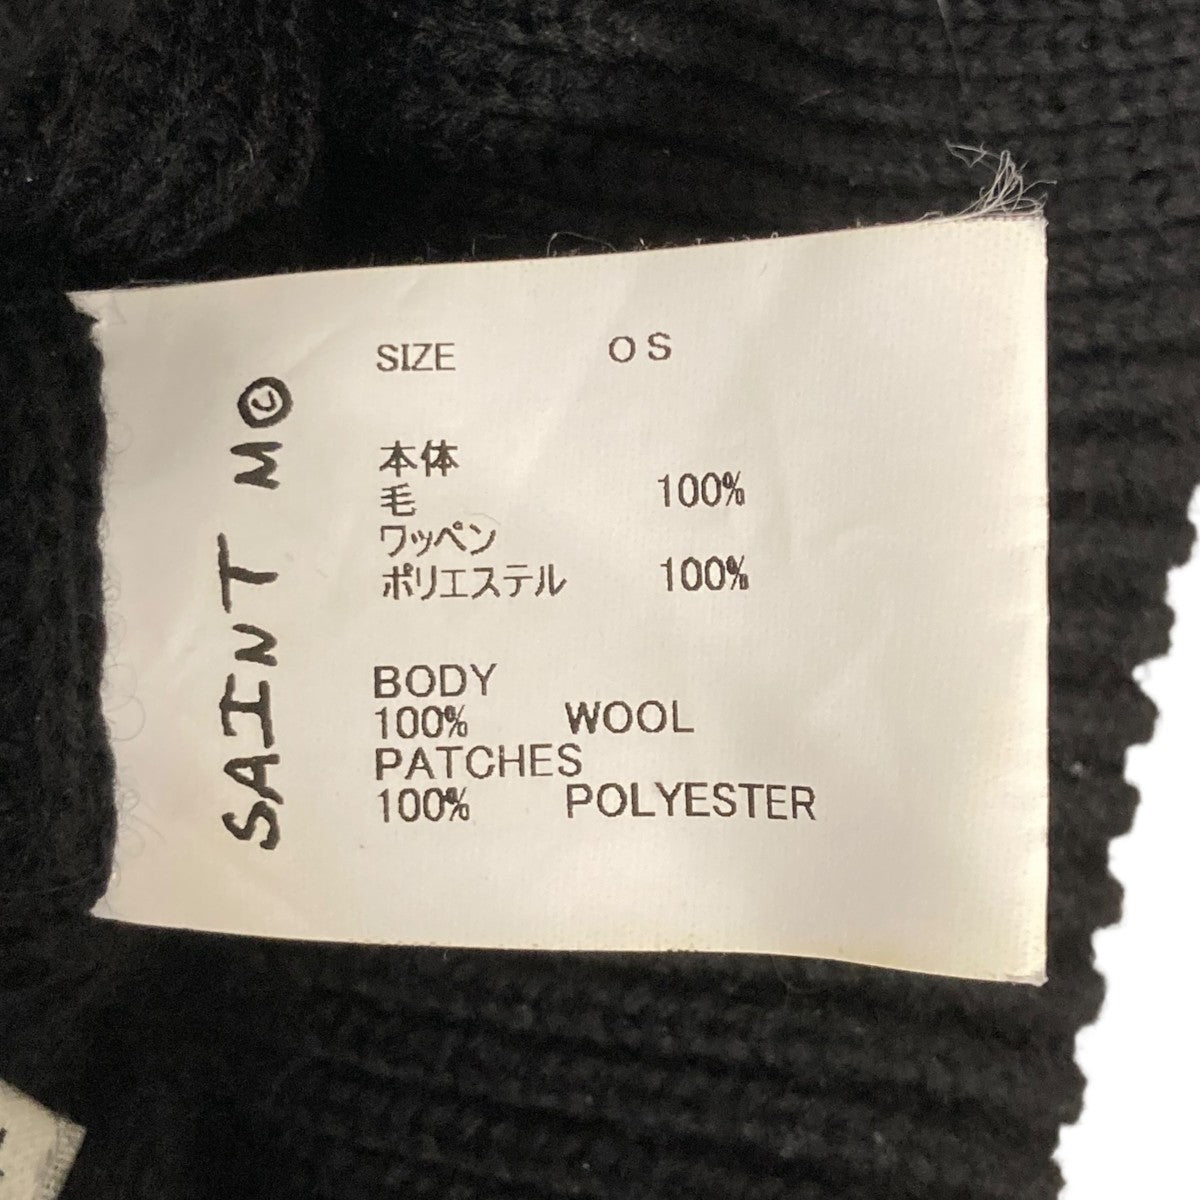 SAINT M©
SIZE OS
本体
毛 100%
ワッペン
ポリエステル 100%
BODY
100% WOOL
PATCHES
100% POLYESTER